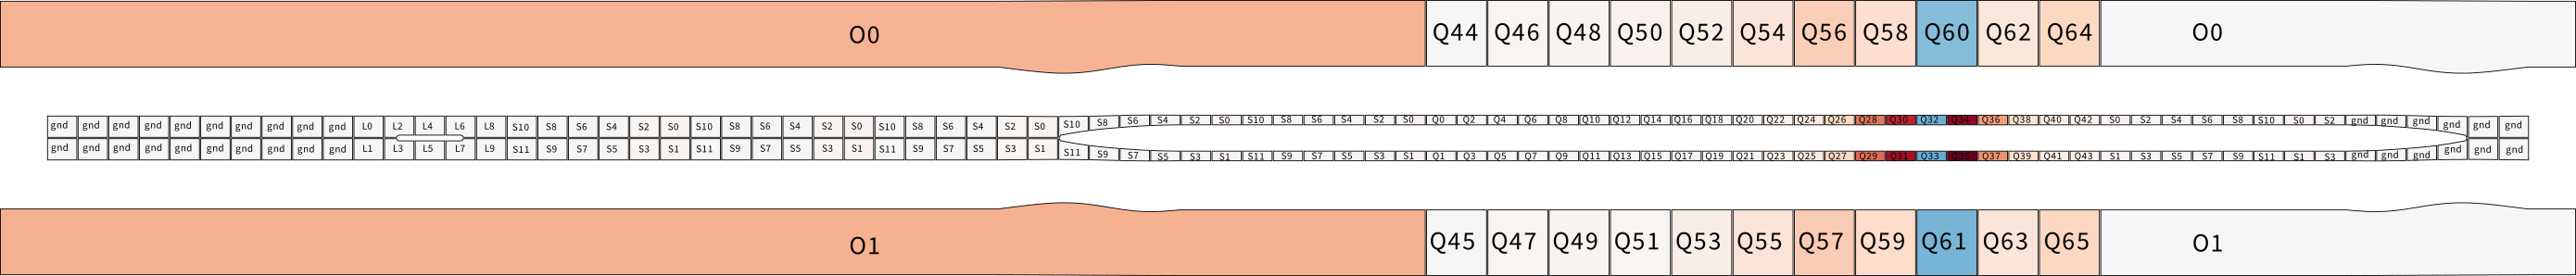 O0 Q44 Q46 Q48 Q50 Q52 Q54 Q56 Q58 Q60 Q62 Q64 O0
gnd gnd gnd gnd gnd gnd gnd gnd gnd gnd L0 L2 L4 L6 L8 S10 S8 S6 S4 S2 S0 S10 S8 S6 S4 S2 S0 S10 S8 S6 S4 S2 S0 S10 S8 S6 S4 S2 S0 S10 S8 S6 S4 S2 S0 Q0 Q2 Q4 Q6 Q8 Q10 Q12 Q14 Q16 Q18 Q20 Q22 Q24 Q26 Q28 Q30 Q32 Q34 Q36 Q38 Q40 Q42 S0 S2 S4 S6 S8 S10 S0 S2 gnd gnd gnd gnd gnd gnd
gnd gnd gnd gnd gnd gnd gnd gnd gnd gnd L1 L3 L5 L7 L9 S11 S9 S7 S5 S3 S1 S11 S9 S7 S5 S3 S1 S11 S9 S7 S5 S3 S1 S11 S9 S7 S5 S3 S1 S11 S9 S7 S5 S3 S1 Q1 Q3 Q5 Q7 Q9 Q11 Q13 Q15 Q17 Q19 Q21 Q23 Q25 Q27 Q29 Q31 Q33 Q35 Q37 Q39 Q41 Q43 S1 S3 S5 S7 S9 S11 S1 S3 gnd gnd gnd gnd gnd gnd
O1 Q45 Q47 Q49 Q51 Q53 Q55 Q57 Q59 Q61 Q63 Q65 O1